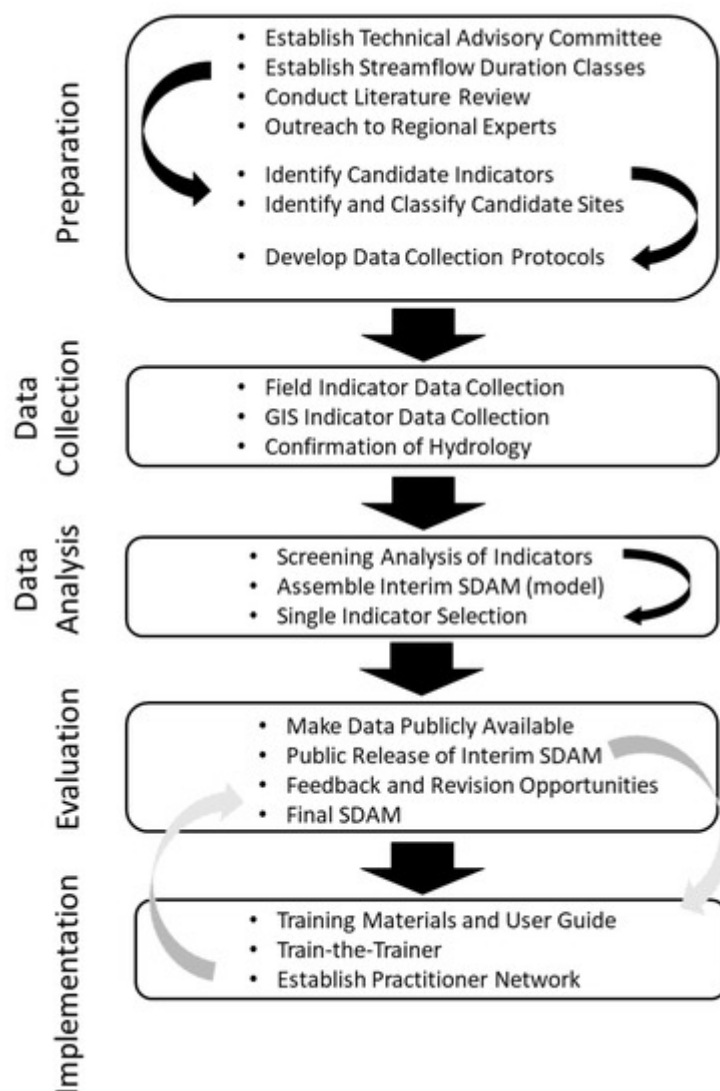 Preparation
• Establish Technical Advisory Committee
• Establish Streamflow Duration Classes
• Conduct Literature Review
• Outreach to Regional Experts
• Identify Candidate Indicators
• Identify and Classify Candidate Sites
• Develop Data Collection Protocols
Data
Collection
• Field Indicator Data Collection
• GIS Indicator Data Collection
• Confirmation of Hydrology
Data
Analysis
• Screening Analysis of Indicators
• Assemble Interim SDAM (model)
• Single Indicator Selection
Evaluation
• Make Data Publicly Available
• Public Release of Interim SDAM
• Feedback and Revision Opportunities
• Final SDAM
Implementation
• Training Materials and User Guide
• Train-the-Trainer
• Establish Practitioner Network